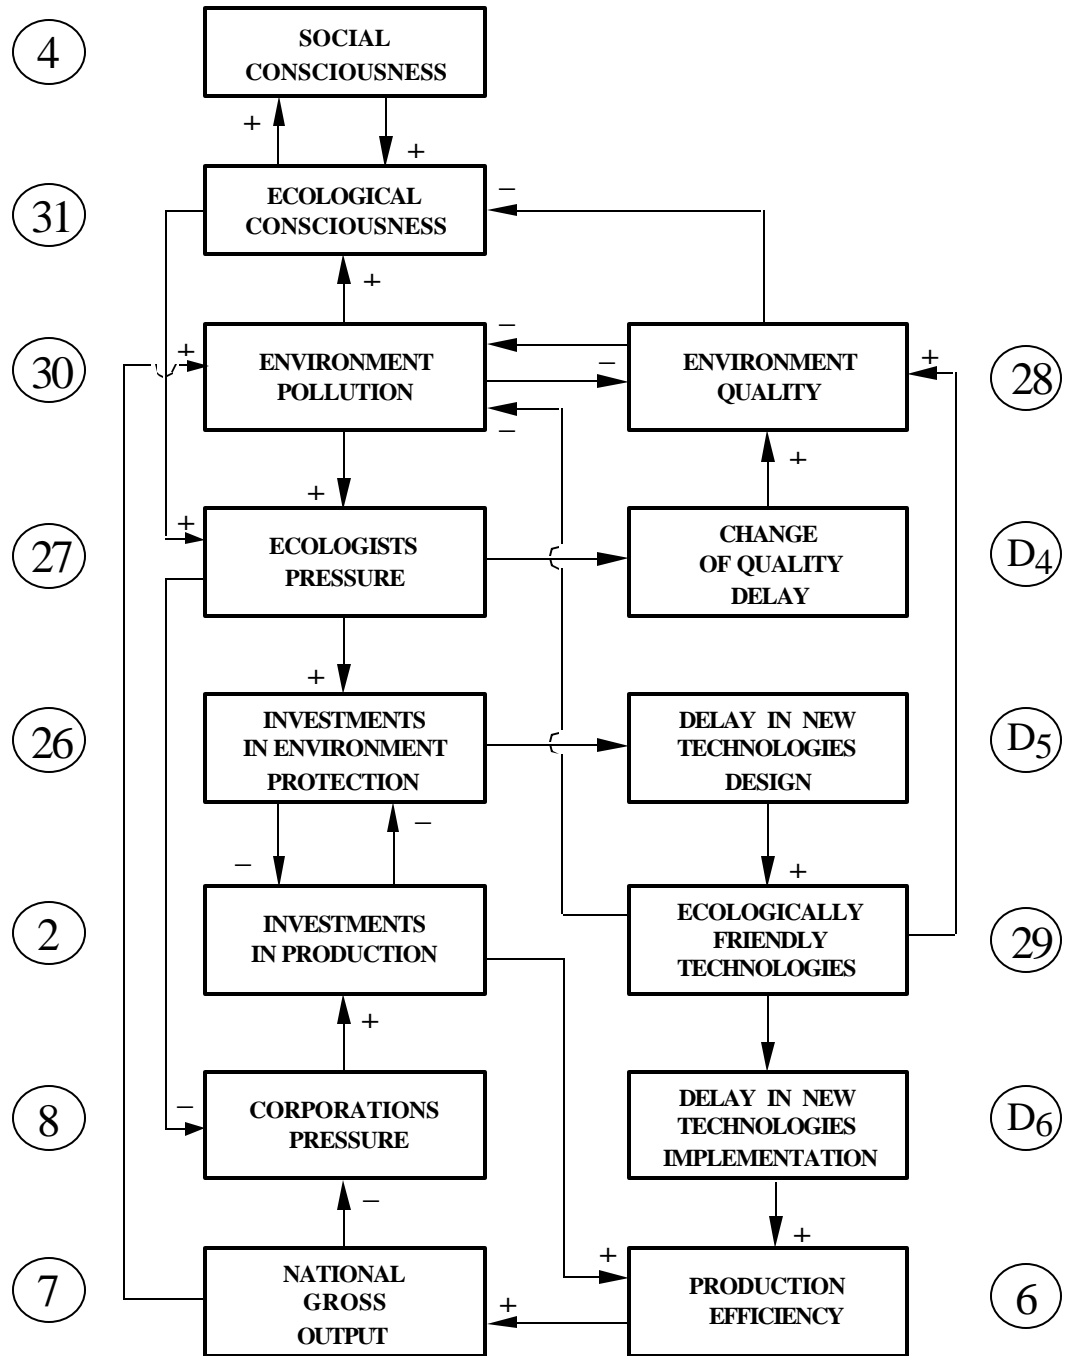 4
SOCIAL
CONSCIOUSNESS
+
+
31
ECOLOGICAL
CONSCIOUSNESS
−
+
30
+
ENVIRONMENT
POLLUTION
−
−
−
ENVIRONMENT
QUALITY
+
28
+
+
27
+
ECOLOGISTS
PRESSURE
CHANGE
OF QUALITY
DELAY
D4
+
26
INVESTMENTS
IN ENVIRONMENT
PROTECTION
DELAY IN NEW
TECHNOLOGIES
DESIGN
D5
−
−
+
2
INVESTMENTS
IN PRODUCTION
ECOLOGICALLY
FRIENDLY
TECHNOLOGIES
29
+
8
−
CORPORATIONS
PRESSURE
DELAY IN NEW
TECHNOLOGIES
IMPLEMENTATION
D6
−
+
7
NATIONAL
GROSS
OUTPUT
+
+
PRODUCTION
EFFICIENCY
6